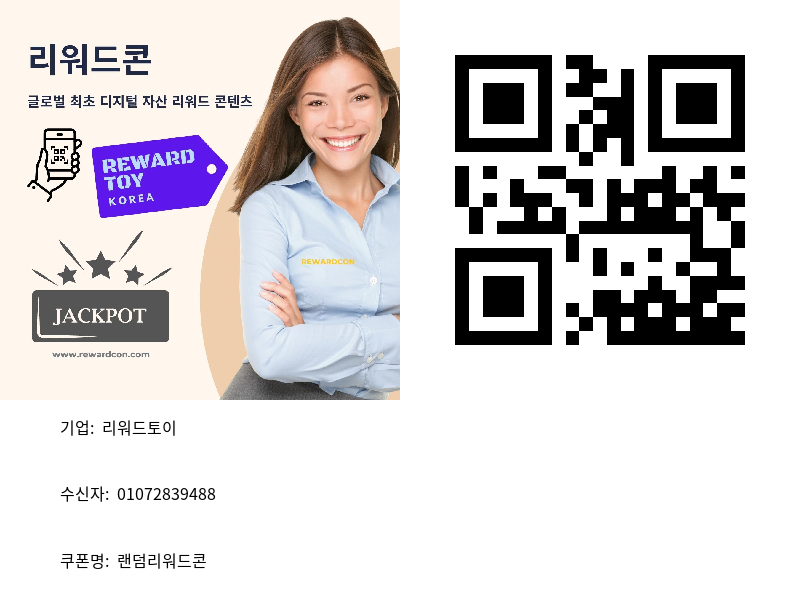 리워드콘
글로벌 최초 디지털 자산 리워드 콘텐츠
REWARD
TOY
KOREA
REWARDCON
JACKPOT
www.rewardcon.com
기업: 리워드토이
수신자: 01072839488
쿠폰명: 랜덤리워드콘